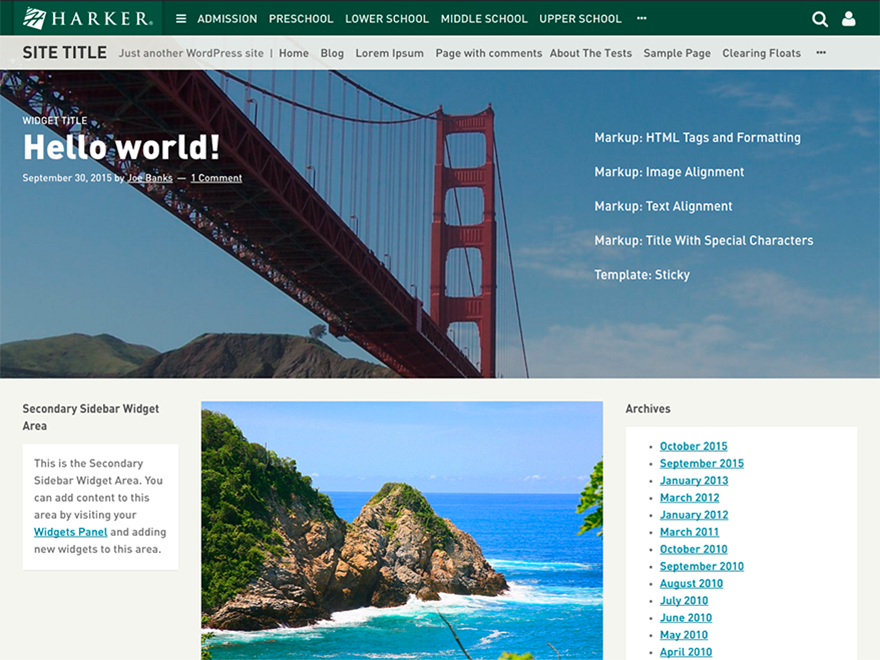 HARKER®
ADMISSION PRESCHOOL LOWER SCHOOL MIDDLE SCHOOL UPPER SCHOOL •••
SITE TITLE Just another WordPress site | Home Blog Lorem Ipsum Page with comments About The Tests Sample Page Clearing Floats •••
WIDGET TITLE
Hello world!
September 30, 2015 by Joe Banks — 1 Comment
Markup: HTML Tags and Formatting
Markup: Image Alignment
Markup: Text Alignment
Markup: Title With Special Characters
Template: Sticky
Secondary Sidebar Widget
Area
This is the Secondary
Sidebar Widget Area. You
can add content to this
area by visiting your
Widgets Panel and adding
new widgets to this area.
Archives
October 2015
September 2015
January 2013
March 2012
January 2012
March 2011
October 2010
September 2010
August 2010
July 2010
June 2010
May 2010
April 2010